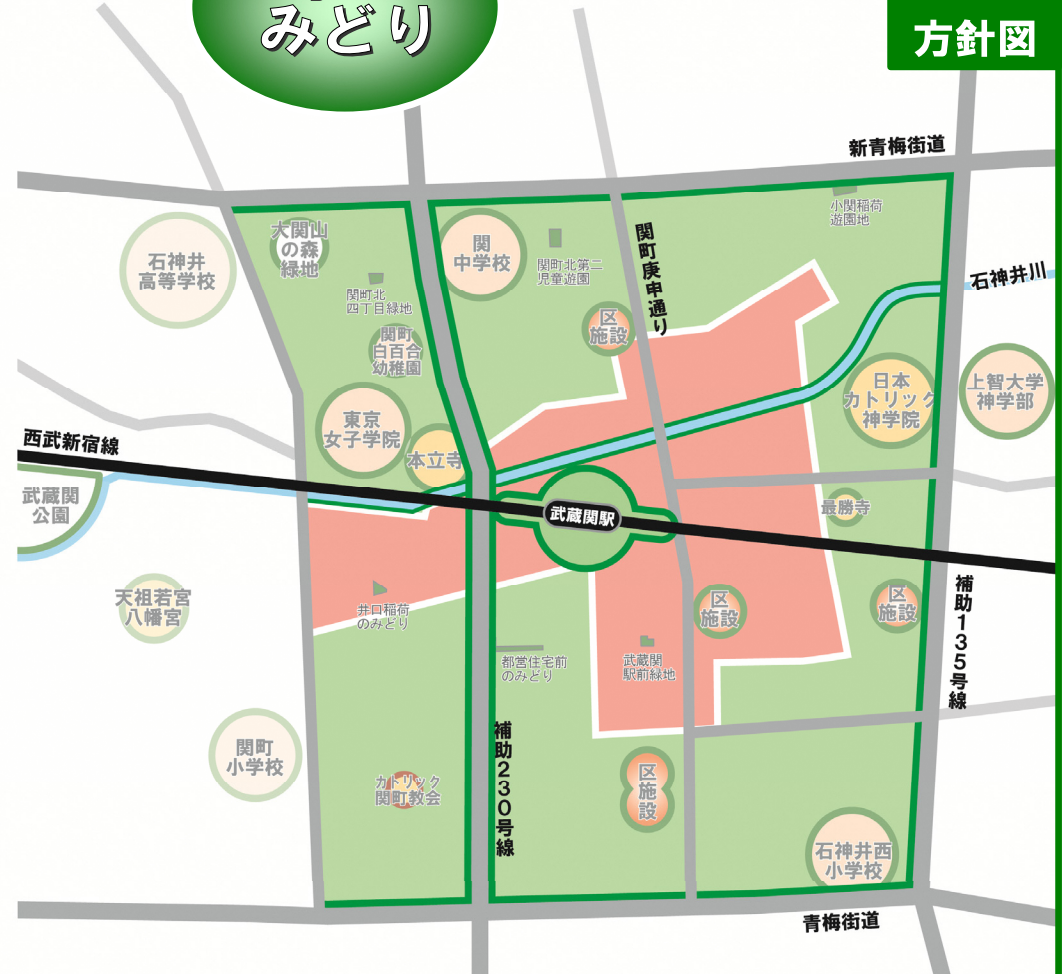 みどり
方針図
新青梅街道
大関山
の森
緑地
関
中学校
関町北第二
児童遊園
関町庚申通り
小関稲荷
遊園地
石神井
高等学校
関町北
四丁目緑地
石神井川
区
施設
関町
白百合
幼稚園
日本
カトリック
神学院
上智大学
神学部
東京
女子学院
本立寺
西武新宿線
武蔵関
公園
武蔵関駅
最勝寺
天祖若宮
八幡宮
井口稲荷
のみどり
区
施設
区
施設
補助135号線
都営住宅前
のみどり
武蔵関
駅前緑地
関町
小学校
補助230号線
カトリック
関町教会
区
施
設
石神井西
小学校
青梅街道